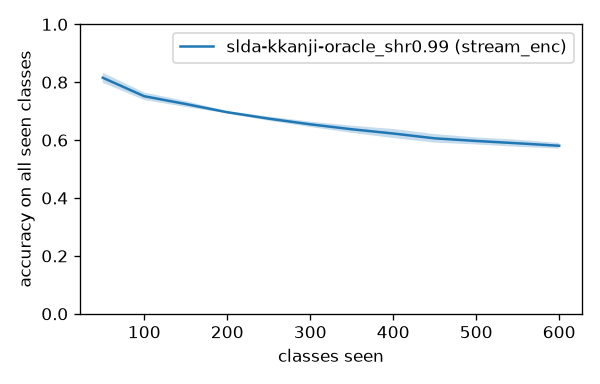 slda-kkanji-oracle_shr0.99 (stream_enc)
accuracy on all seen classes
1.0
0.8
0.6
0.4
0.2
0.0
100 200 300 400 500 600
classes seen